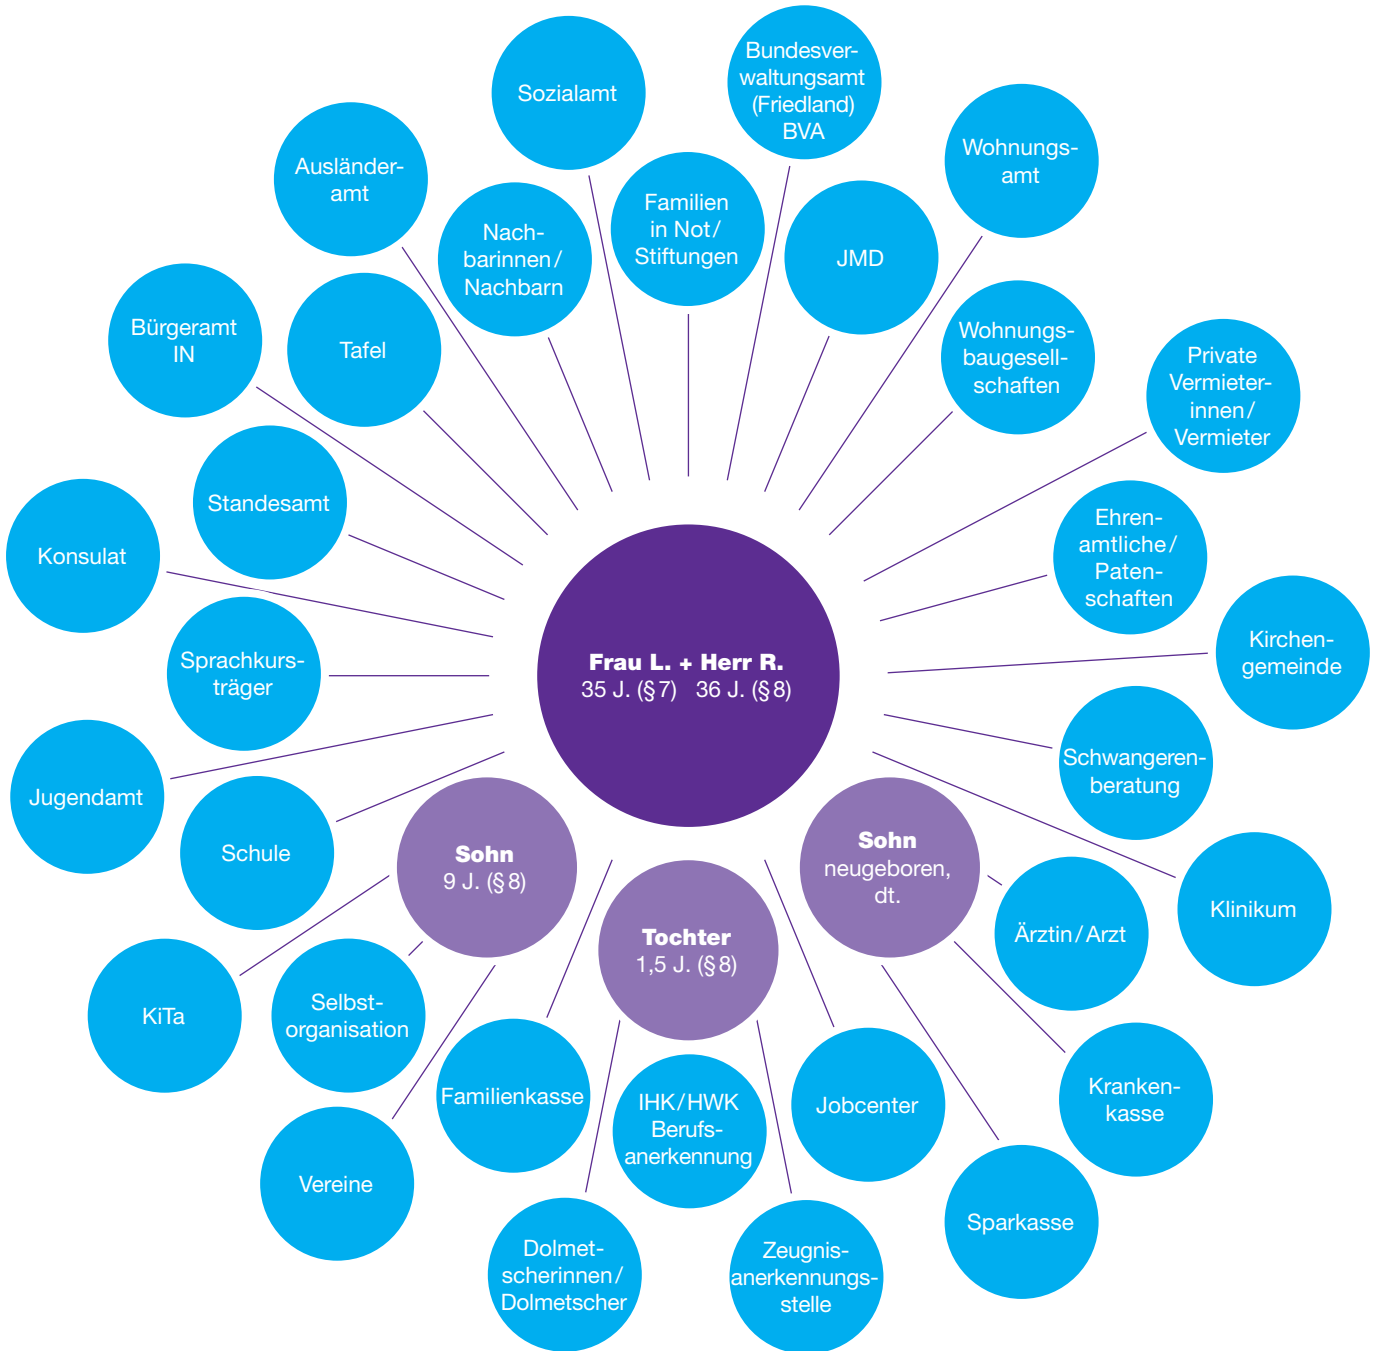 Bundesver-
waltungsamt
(Friedland)
BVA
Sozialamt
Wohnungs-
amt
Ausländer-
amt
Familien
in Not/
Stiftungen
Nach-
barinnen/
Nachbarn
JMD
Bürgeramt
IN
Tafel
Wohnungs-
baugesell-
schaften
Private
Vermieter-
innen/
Vermieter
Standesamt
Konsulat
Ehren-
amtliche/
Paten-
schaften
Kirchen-
gemeinde
Sprachkurs-
träger
Frau L. + Herr R.
35 J. (§7) 36 J. (§8)
Schwangeren-
beratung
Jugendamt
Schule
Sohn
9 J. (§8)
Sohn
neugeboren,
dt.
Klinikum
Tochter
1,5 J. (§8)
Ärztin/Arzt
KiTa
Selbst-
organisation
Familienkasse
IHK/HWK
Berufs-
anerkennung
Jobcenter
Kranken-
kasse
Vereine
Sparkasse
Dolmet-
scherinnen/
Dolmetscher
Zeugnis-
anerkennungs-
stelle